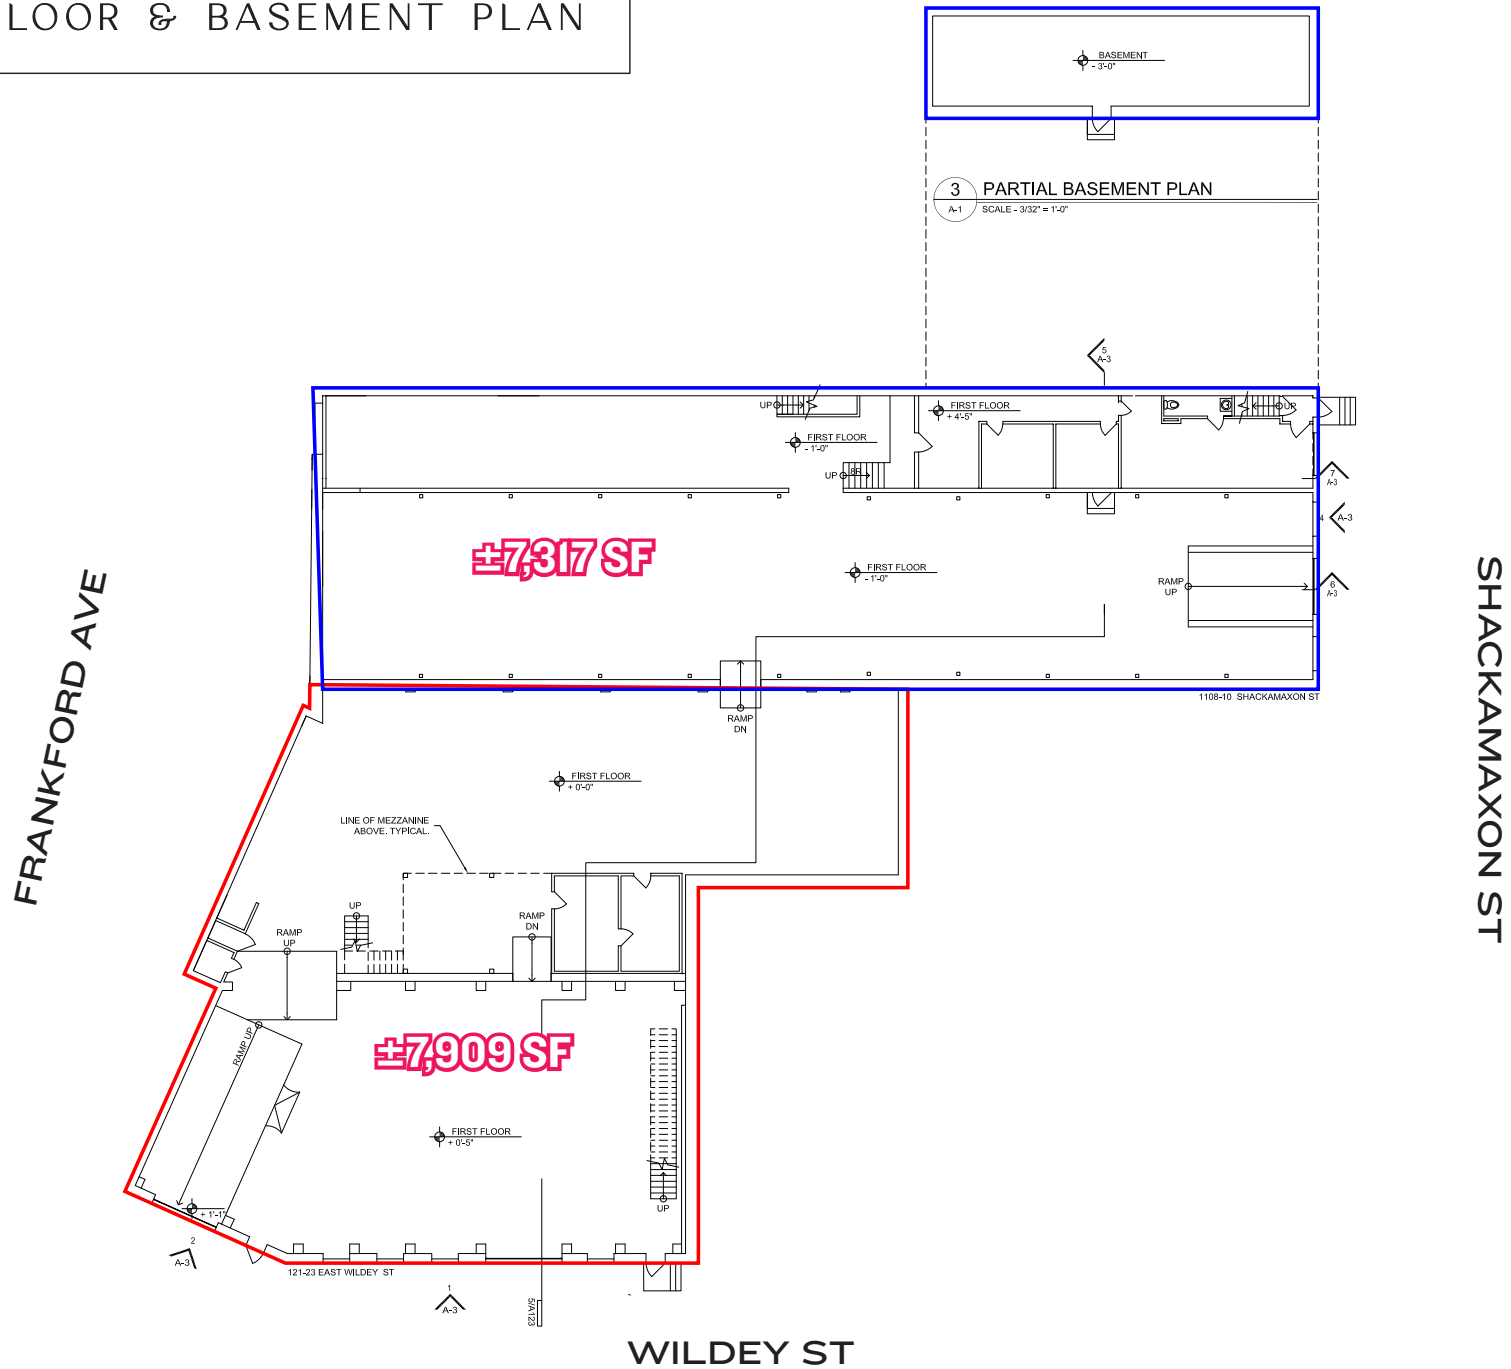 LOOR & BASEMENT PLAN
BASEMENT
- 3'-0"
3
A-1
PARTIAL BASEMENT PLAN
SCALE - 3/32" = 1'-0"
5
A-3
UP
FIRST FLOOR
+ 4'-5"
UP
FIRST FLOOR
- 1'-0"
UP
8R
7
A-3
4
A-3
±7,317 SF
FIRST FLOOR
- 1'-0"
RAMP
UP
6
A-3
1108-10 SHACKAMAXON ST
RAMP
DN
FRANKFORD AVE
SHACKAMAXON ST
FIRST FLOOR
+ 0'-0"
LINE OF MEZZANINE
ABOVE. TYPICAL.
UP
RAMP
DN
RAMP
UP
RAMP UP
±7,909 SF
FIRST FLOOR
+ 0'-5"
UP
+ 1'-1"
2
A-3
121-23 EAST WILDEY ST
1
A-3
5/A123
WILDEY ST